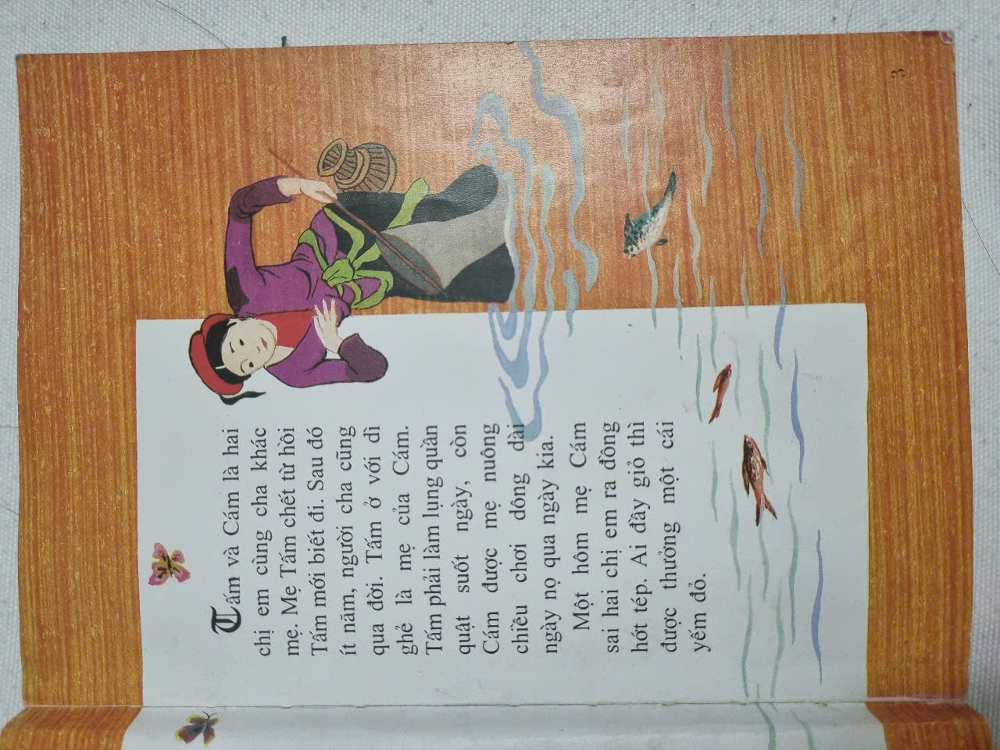 Tấm và Cám là hai
chị em cùng cha khác
mẹ. Mẹ Tấm chết từ hồi
Tấm mới biết đi. Sau đó
ít năm, người cha cũng
qua đời. Tấm ở với dì
ghẻ là mẹ của Cám.
Tấm phải làm lụng quần
quật suốt ngày, còn
Cám được mẹ nuông
chiều chơi dông dài
ngày nọ qua ngày kia.
Một hôm mẹ Cám
sai hai chị em ra đồng
hớt tép. Ai đầy giỏ thì
được thưởng một cái
yếm đỏ.
3